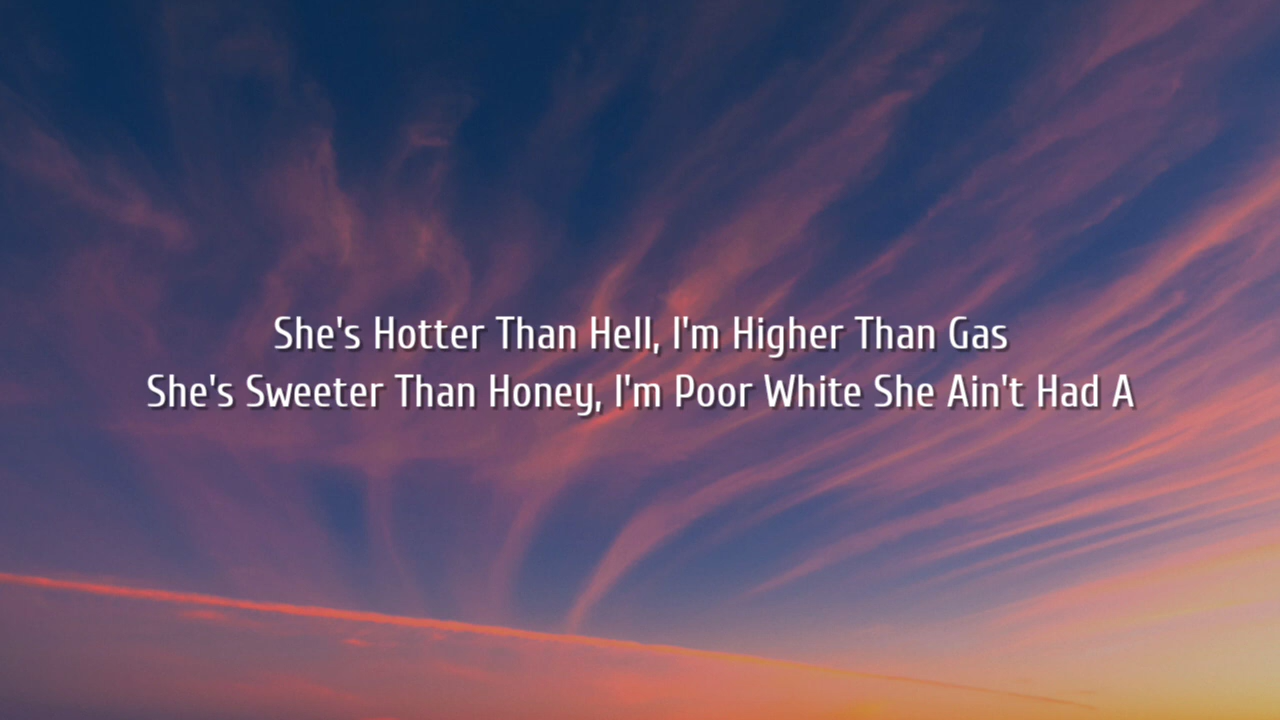 She's Hotter Than Hell, I'm Higher Than Gas
She's Sweeter Than Honey, I'm Poor White She Ain't Had A